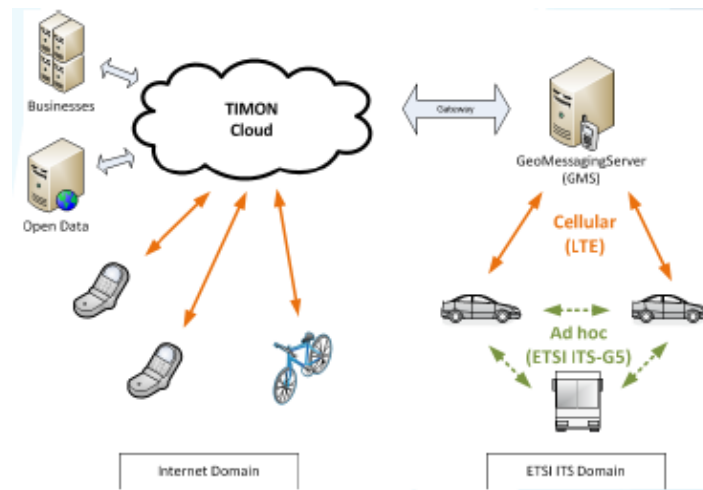 Businesses
TIMON
Cloud
Gateway
GeoMessagingServer
(GMS)
Open Data
Cellular
(LTE)
Ad hoc
(ETSI ITS-G5)
Internet Domain
ETSI ITS Domain